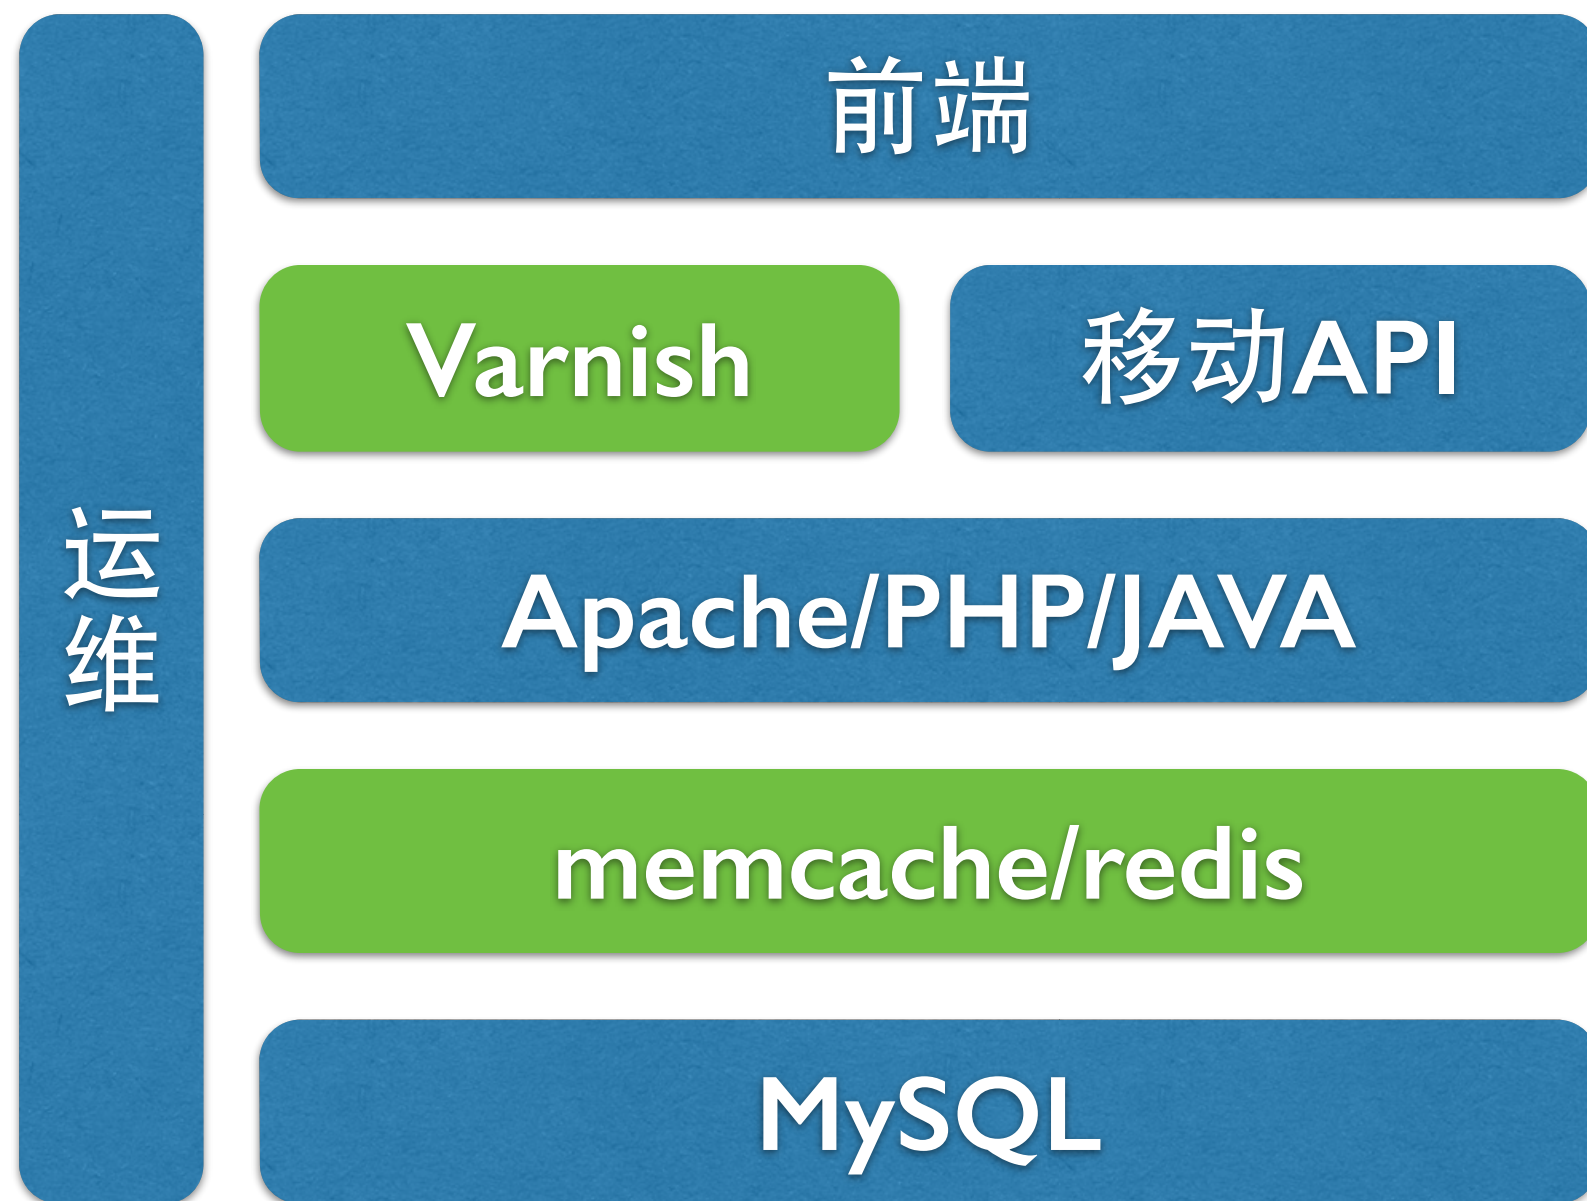 前端
Varnish
移动API
运
维
Apache/PHP/JAVA
memcache/redis
MySQL